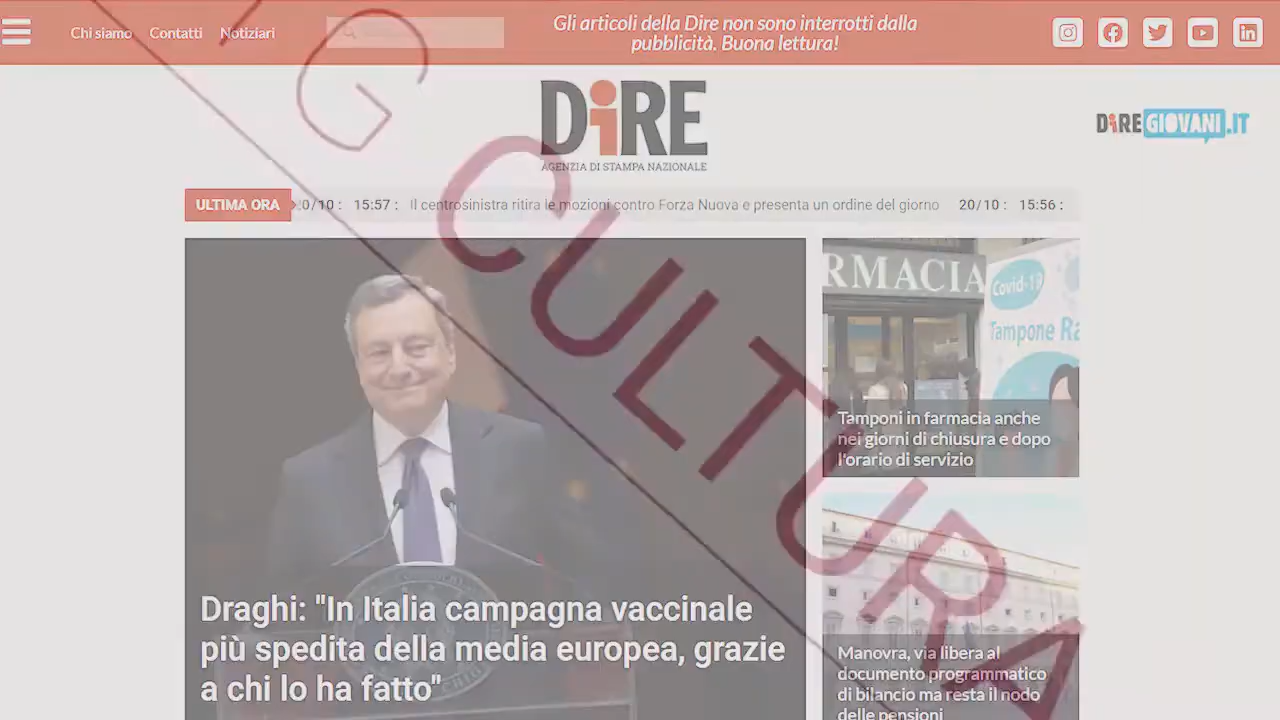 Chi siamo
Contatti
Notiziari
Gli articoli della Dire non sono interrotti dalla
pubblicità. Buona lettura!
DiRE
AGENZIA DI STAMPA NAZIONALE
DiREGIOVANI.IT
ULTIMA ORA
0/10 : 15:57 : Il centrosinistra ritira le mozioni contro Forza Nuova e presenta un ordine del giorno 20/10 : 15:56 :
TG CULTURA
RMACIA
Covid-19
Tampone Ra
Tamponi in farmacia anche
nei giorni di chiusura e dopo
l'orario di servizio
Draghi: "In Italia campagna vaccinale
più spedita della media europea, grazie
a chi lo ha fatto"
Manovra, via libera al
documento programmatico
di bilancio ma resta il nodo
delle pensioni